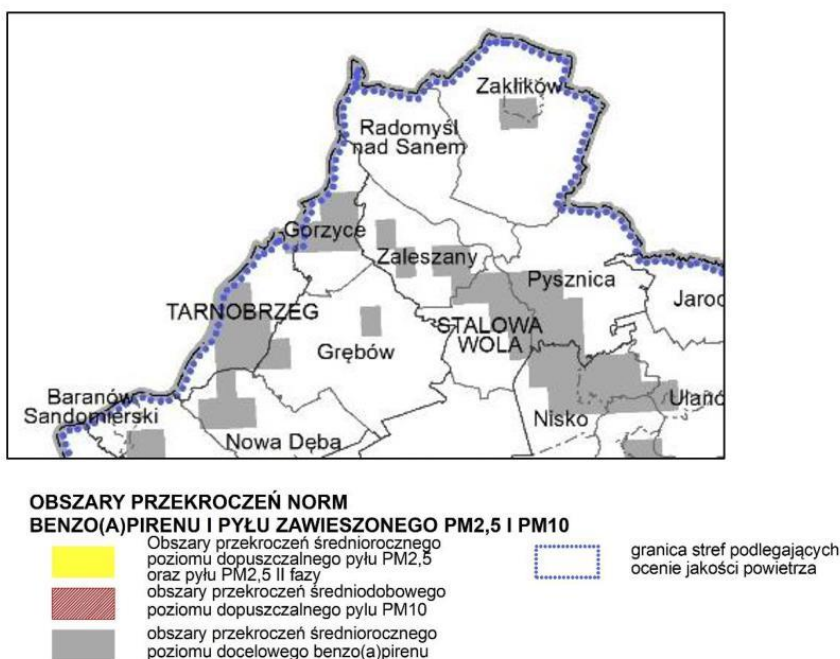 Zaklików
Radomyśl
nad Sanem
Gorzyce
Zaleszany
Pysznica
TARNOBRZEG
STALOWA
WOLA
Jaroc
Grębów
Baranów
Sandomierski
Nisko
Ulanó
Nowa Dęba
OBSZARY PRZEKROCZEŃ NORM
BENZO(A)PIRENU I PYŁU ZAWIESZONEGO PM2,5 I PM10
Obszary przekroczeń średniorocznego
poziomu dopuszczalnego pyłu PM2,5
oraz pyłu PM2,5 II fazy
obszary przekroczeń średniodobowego
poziomu dopuszczalnego pylu PM10
obszary przekroczeń średniorocznego
poziomu docelowego benzo(a)pirenu
granica stref podlegających
ocenie jakości powietrza